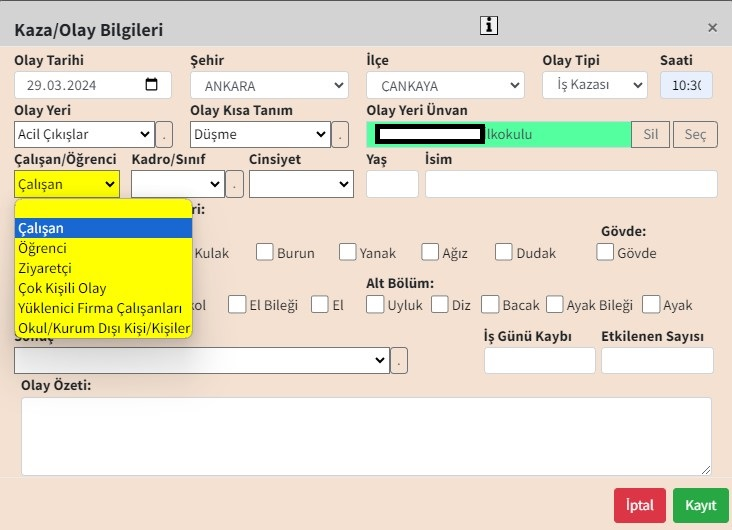 Kaza/Olay Bilgileri i ×
Olay Tarihi Şehir İlçe Olay Tipi Saati
29.03.2024 ANKARA CANKAYA İş Kazası 10:30
Olay Yeri Olay Kısa Tanım Olay Yeri Ünvan
Acil Çıkışlar . Düşme . lkokulu Sil Seç
Çalışan/Öğrenci Kadro/Sınıf Cinsiyet Yaş İsim
Çalışan .
ri:
Çalışan Gövde:
Öğrenci Kulak Burun Yanak Ağız Dudak Gövde
Ziyaretçi
Çok Kişili Olay Alt Bölüm:
Yüklenici Firma Çalışanları kol El Bileği El Uyluk Diz Bacak Ayak Bileği Ayak
Okul/Kurum Dışı Kişi/Kişiler
Sonuç İş Günü Kaybı Etkilenen Sayısı
.
Olay Özeti:
İptal Kayıt